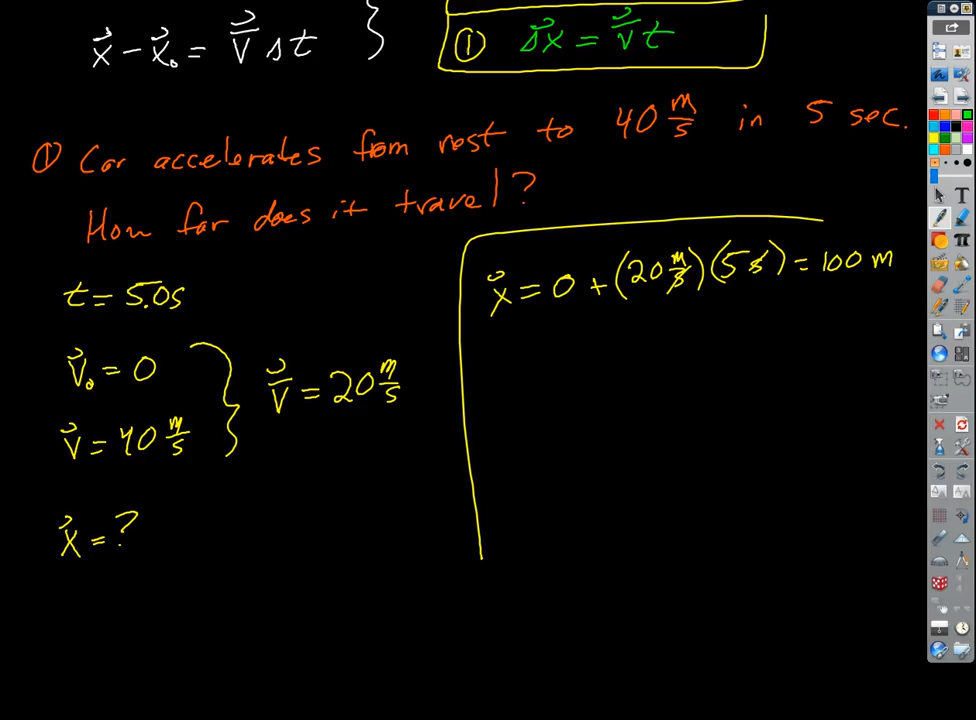 x⃗ - x⃗₀ = v̄⃗ Δt }
① Δ⃗x = v̄⃗ t
① Car accelerates from rest to 40 m/s in 5 sec.
How far does it travel?
t = 5.0s
v⃗₀ = 0
v⃗ = 40 m/s
} v̄⃗ = 20 m/s
x⃗ = ?
x⃗ = 0 + (20 m/s)(5 s) = 100 m